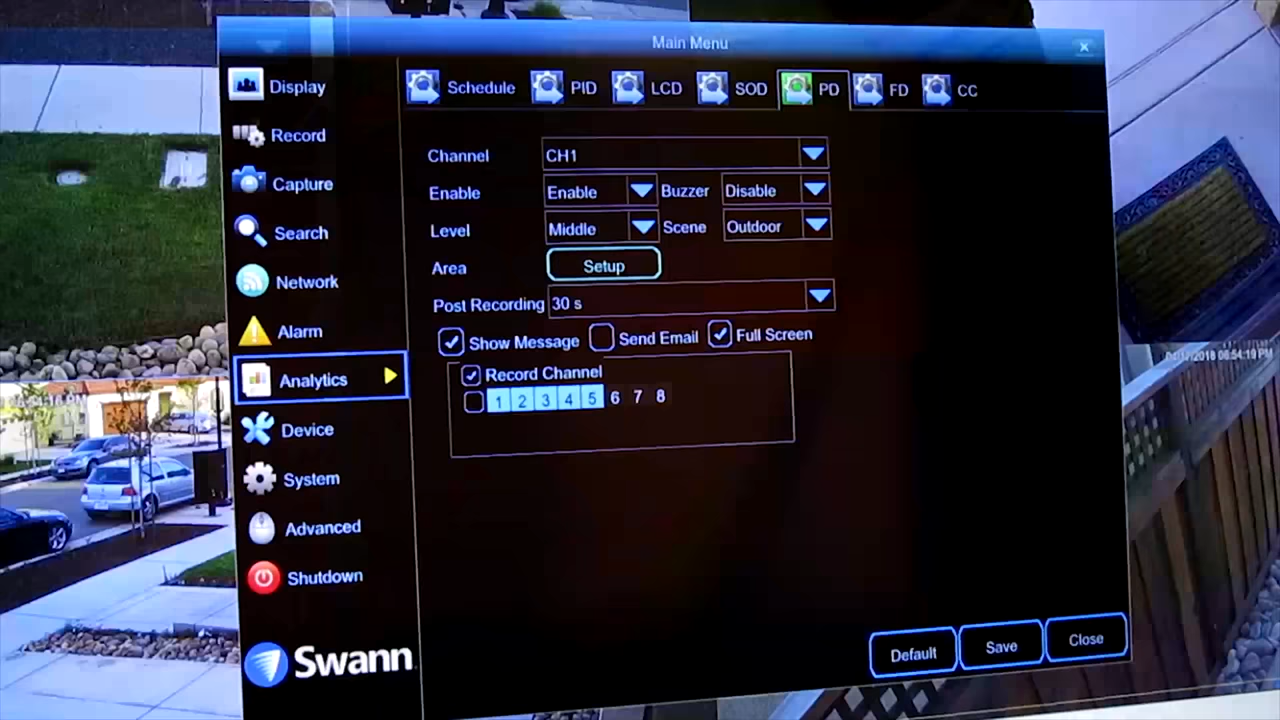 Main Menu
Display
Record
Capture
Search
Network
Alarm
Analytics
Device
System
Advanced
Shutdown
Swann
Schedule PID LCD SOD PD FD CC
Channel CH1
Enable Enable Buzzer Disable
Level Middle Scene Outdoor
Area Setup
Post Recording 30 s
Show Message Send Email Full Screen
Record Channel
1 2 3 4 5 6 7 8
Default Save Close